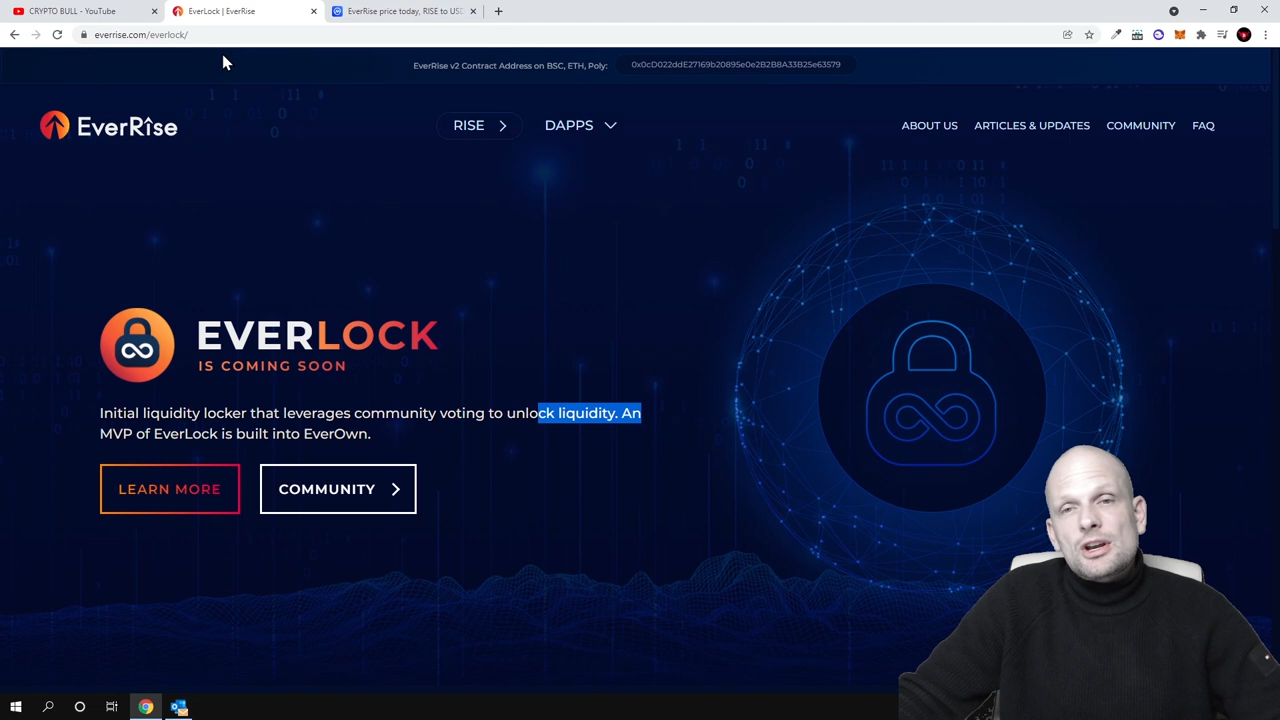 CRYPTO BULL - YouTube
EverLock | EverRise
EverRise price today, RISE to USD
everrise.com/everlock/
EverRise v2 Contract Address on BSC, ETH, Poly:
0x0cD022ddE27169b20895e0e2B2B8A33B25e63579
EverRise
RISE
DAPPS
ABOUT US
ARTICLES & UPDATES
COMMUNITY
FAQ
EVERLOCK
IS COMING SOON
Initial liquidity locker that leverages community voting to unlock liquidity. An
MVP of EverLock is built into EverOwn.
LEARN MORE
COMMUNITY